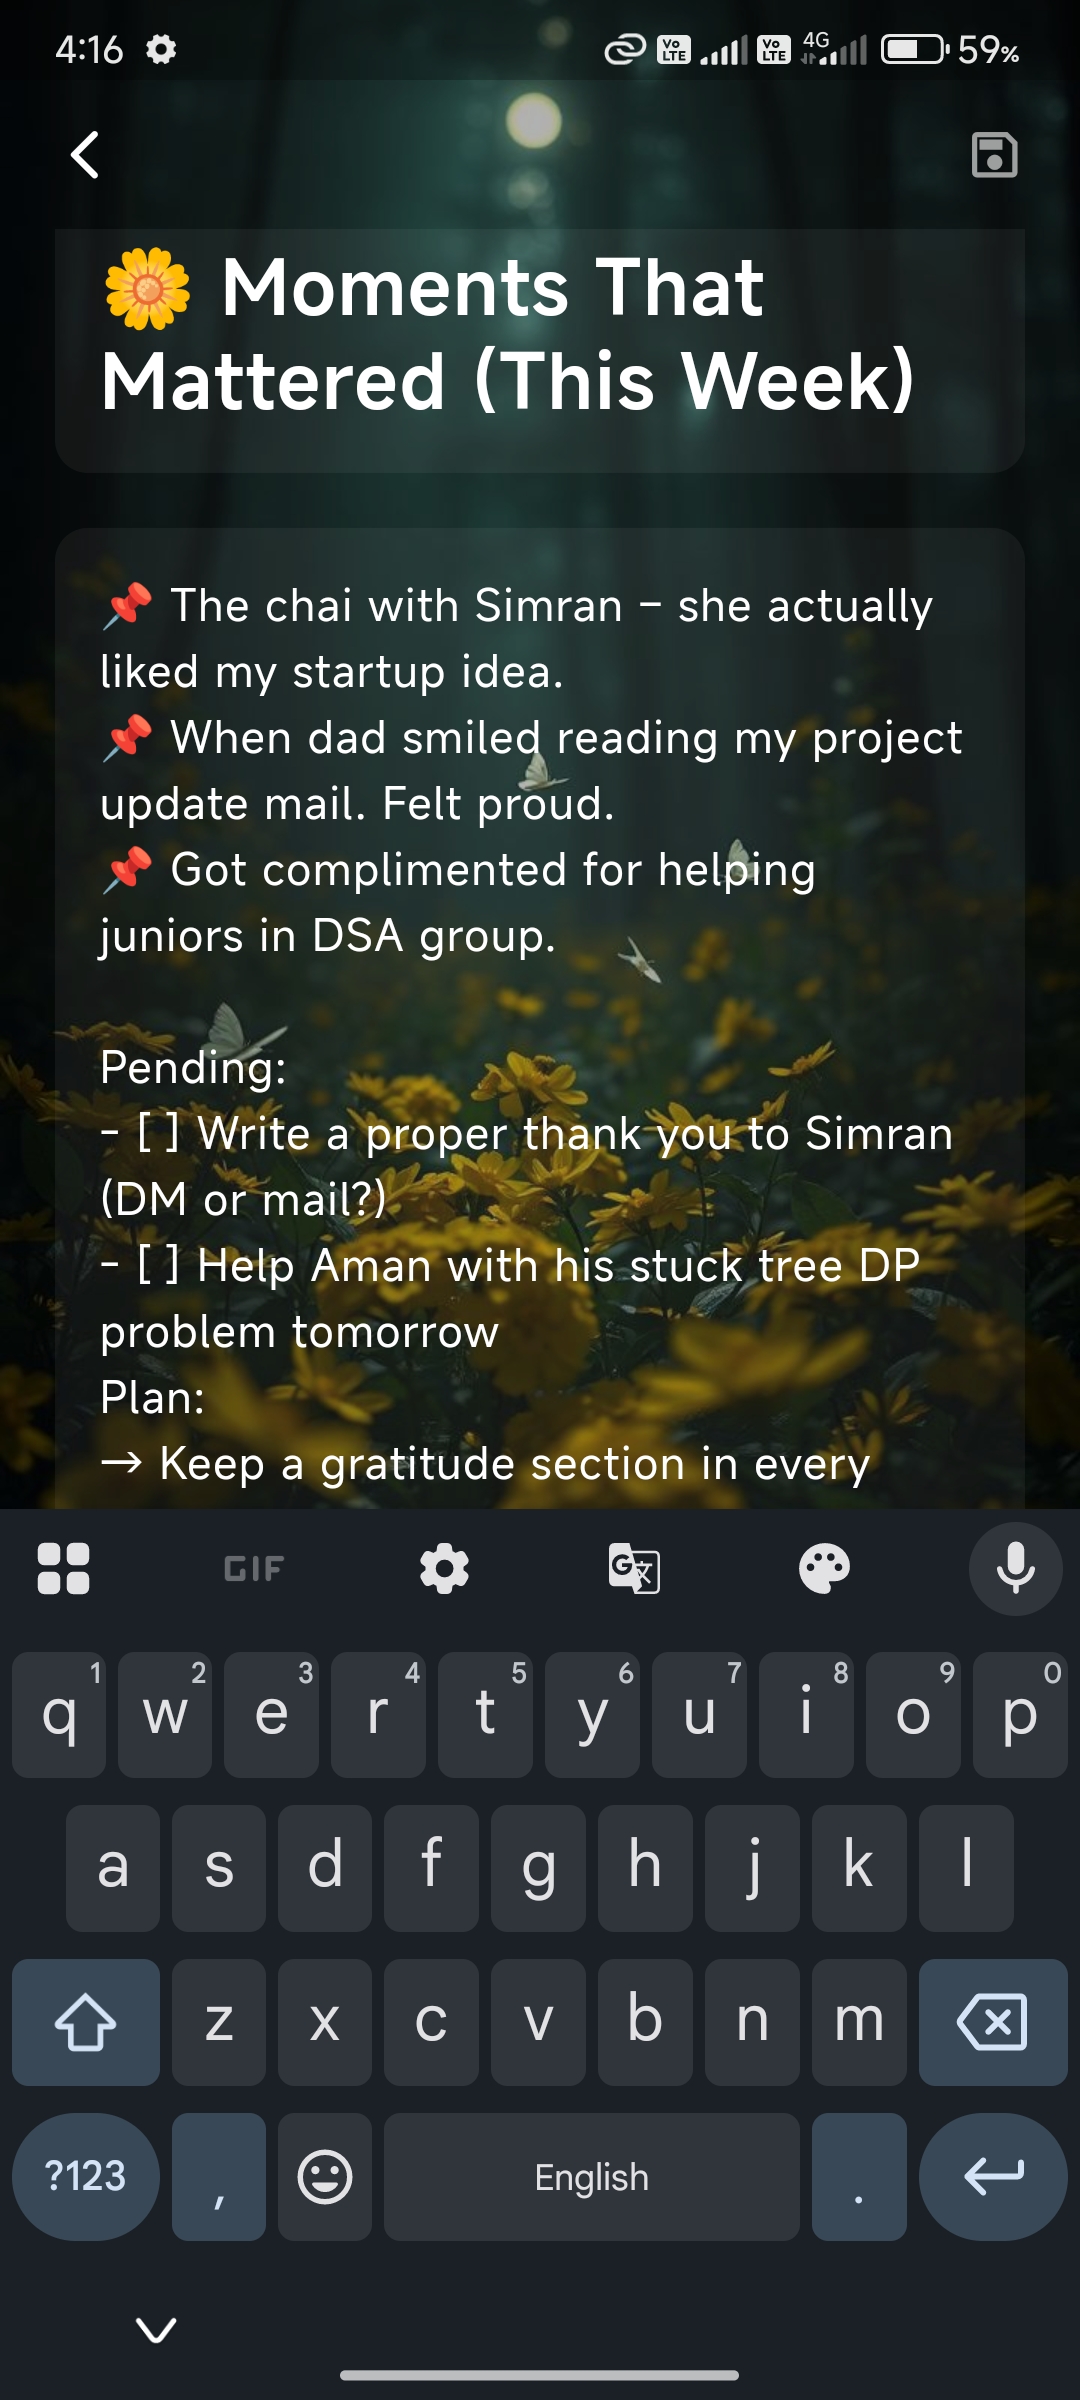 4:16
Vo LTE
Vo LTE
4G
59%
🌼 Moments That
Mattered (This Week)
📌 The chai with Simran – she actually
liked my startup idea.
📌 When dad smiled reading my project
update mail. Felt proud.
📌 Got complimented for helping
juniors in DSA group.
Pending:
- [ ] Write a proper thank you to Simran
(DM or mail?)
- [ ] Help Aman with his stuck tree DP
problem tomorrow
Plan:
→ Keep a gratitude section in every
GIF
G 文
1 2 3 4 5 6 7 8 9 0
q w e r t y u i o p
a s d f g h j k l
z x c v b n m
?123 , English .